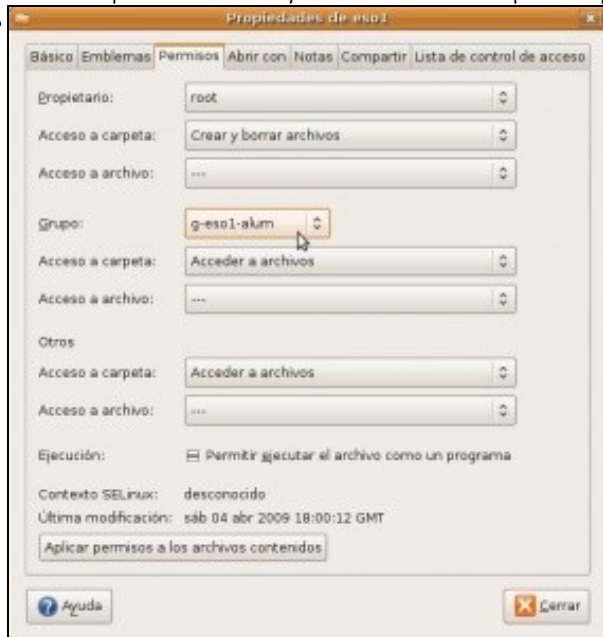 Propiedades de eso1
Básico Emblemas Permisos Abrir con Notas Compartir Lista de control de acceso
Propietario: root
Acceso a carpeta: Crear y borrar archivos
Acceso a archivo: ---
Grupo: g-eso1-alum
Acceso a carpeta: Acceder a archivos
Acceso a archivo: ---
Otros
Acceso a carpeta: Acceder a archivos
Acceso a archivo: ---
Ejecución: Permitir ejecutar el archivo como un programa
Contexto SELinux: desconocido
Última modificación: sáb 04 abr 2009 18:00:12 GMT
Aplicar permisos a los archivos contenidos
Ayuda Cerrar